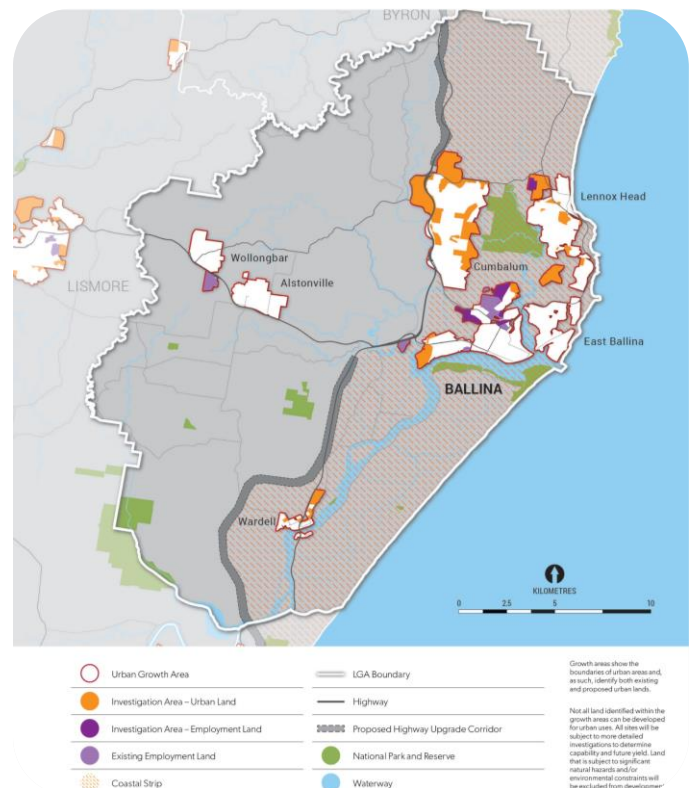 BYRON
Lennox Head
Wollongbar
Cumbalum
Alstonville
LISMORE
East Ballina
BALLINA
Wardell
KILOMETRES
0 2.5 5 10
Urban Growth Area
Investigation Area – Urban Land
Investigation Area – Employment Land
Existing Employment Land
Coastal Strip
LGA Boundary
Highway
Proposed Highway Upgrade Corridor
National Park and Reserve
Waterway
Growth areas show the
boundaries of urban areas and,
as such, identify both existing
and proposed urban lands.
Not all land identified within the
growth areas can be developed
for urban uses. All sites will be
subject to more detailed
investigations to determine
capability and future yield. Land
that is subject to significant
natural hazards and/or
environmental constraints will
be excluded from development